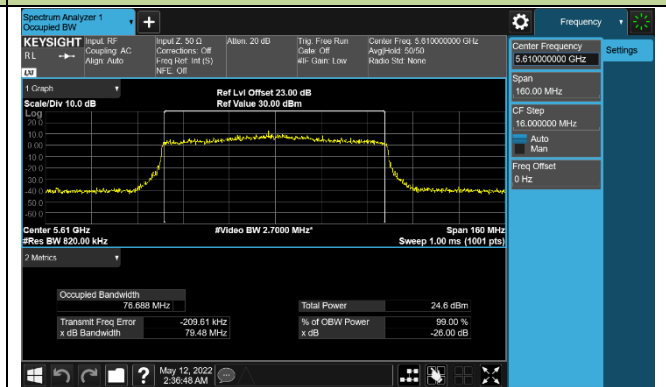 Spectrum Analyzer 1
Occupied BW
+
Frequency
KEYSIGHT
RL
LXI
Input: RF
Coupling: AC
Align: Auto
Input Z: 50 Ω
Corrections: Off
Freq Ref: Int (S)
NFE: Off
Atten: 20 dB
Trig: Free Run
Gate: Off
#IF Gain: Low
Center Freq: 5.610000000 GHz
Avg|Hold: 50/50
Radio Std: None
Center Frequency
5.610000000 GHz
Settings
Span
160.00 MHz
CF Step
16.000000 MHz
Auto
Man
Freq Offset
0 Hz
1 Graph
Scale/Div 10.0 dB
Ref Lvl Offset 23.00 dB
Ref Value 30.00 dBm
Log
20.0
10.0
0.00
-10.0
-20.0
-30.0
-40.0
-50.0
-60.0
Center 5.61 GHz
#Res BW 820.00 kHz
#Video BW 2.7000 MHz*
Span 160 MHz
Sweep 1.00 ms (1001 pts)
2 Metrics
Occupied Bandwidth
76.688 MHz
Total Power 24.6 dBm
Transmit Freq Error -209.61 kHz
% of OBW Power 99.00 %
x dB Bandwidth 79.48 MHz
x dB -26.00 dB
?
May 12, 2022
2:36:48 AM